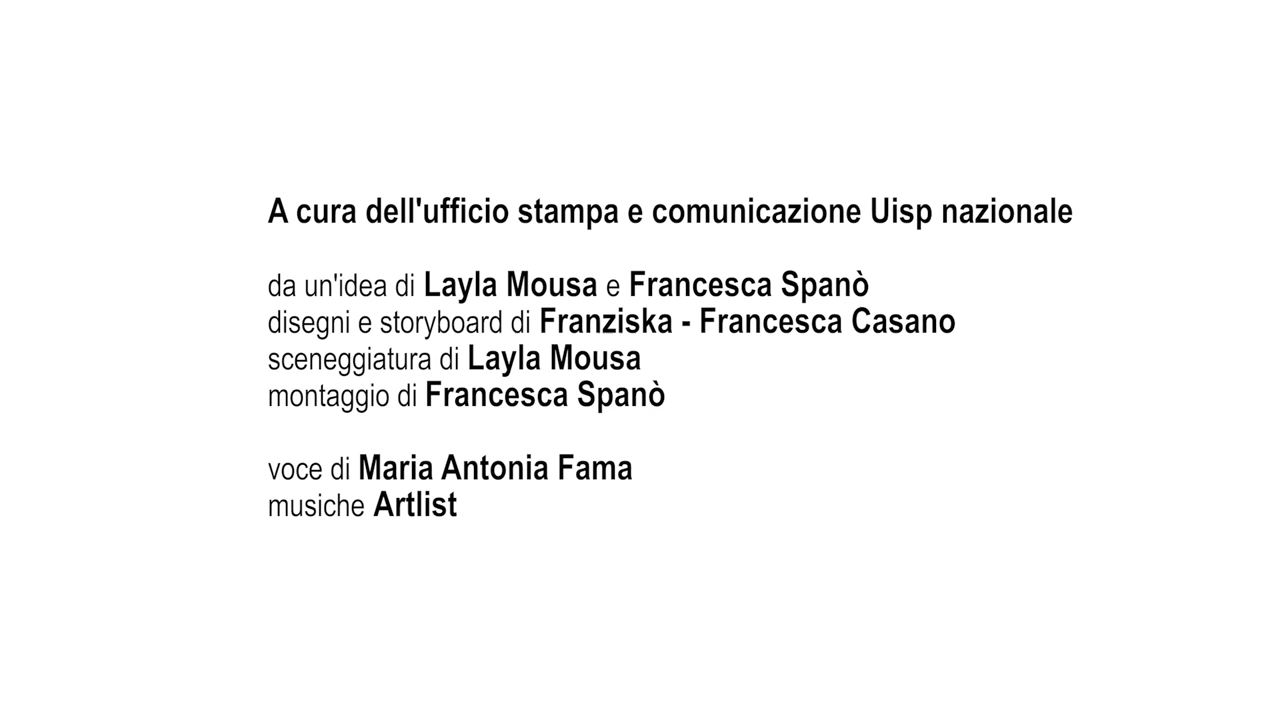 A cura dell'ufficio stampa e comunicazione Uisp nazionale
da un'idea di Layla Mousa e Francesca Spanò
disegni e storyboard di Franziska - Francesca Casano
sceneggiatura di Layla Mousa
montaggio di Francesca Spanò
voce di Maria Antonia Fama
musiche Artlist